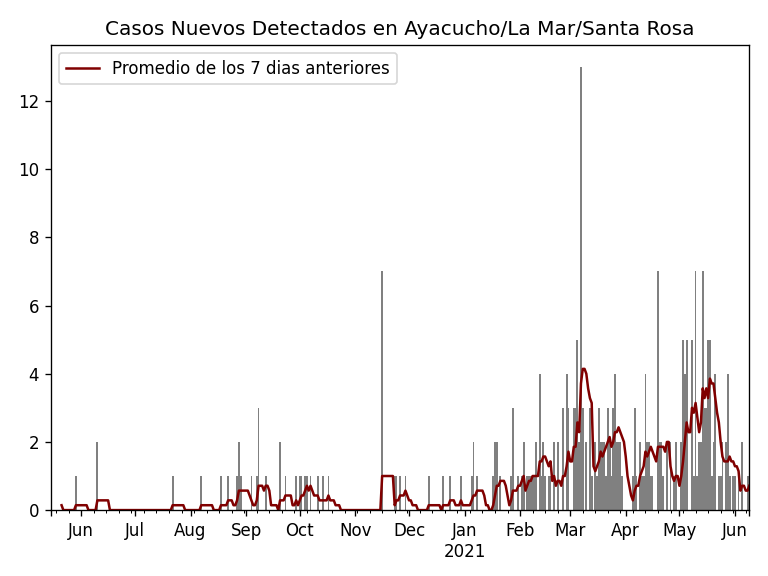 Casos Nuevos Detectados en Ayacucho/La Mar/Santa Rosa
Promedio de los 7 dias anteriores
12
10
8
6
4
2
0
Jun Jul Aug Sep Oct Nov Dec Jan Feb Mar Apr May Jun
2021